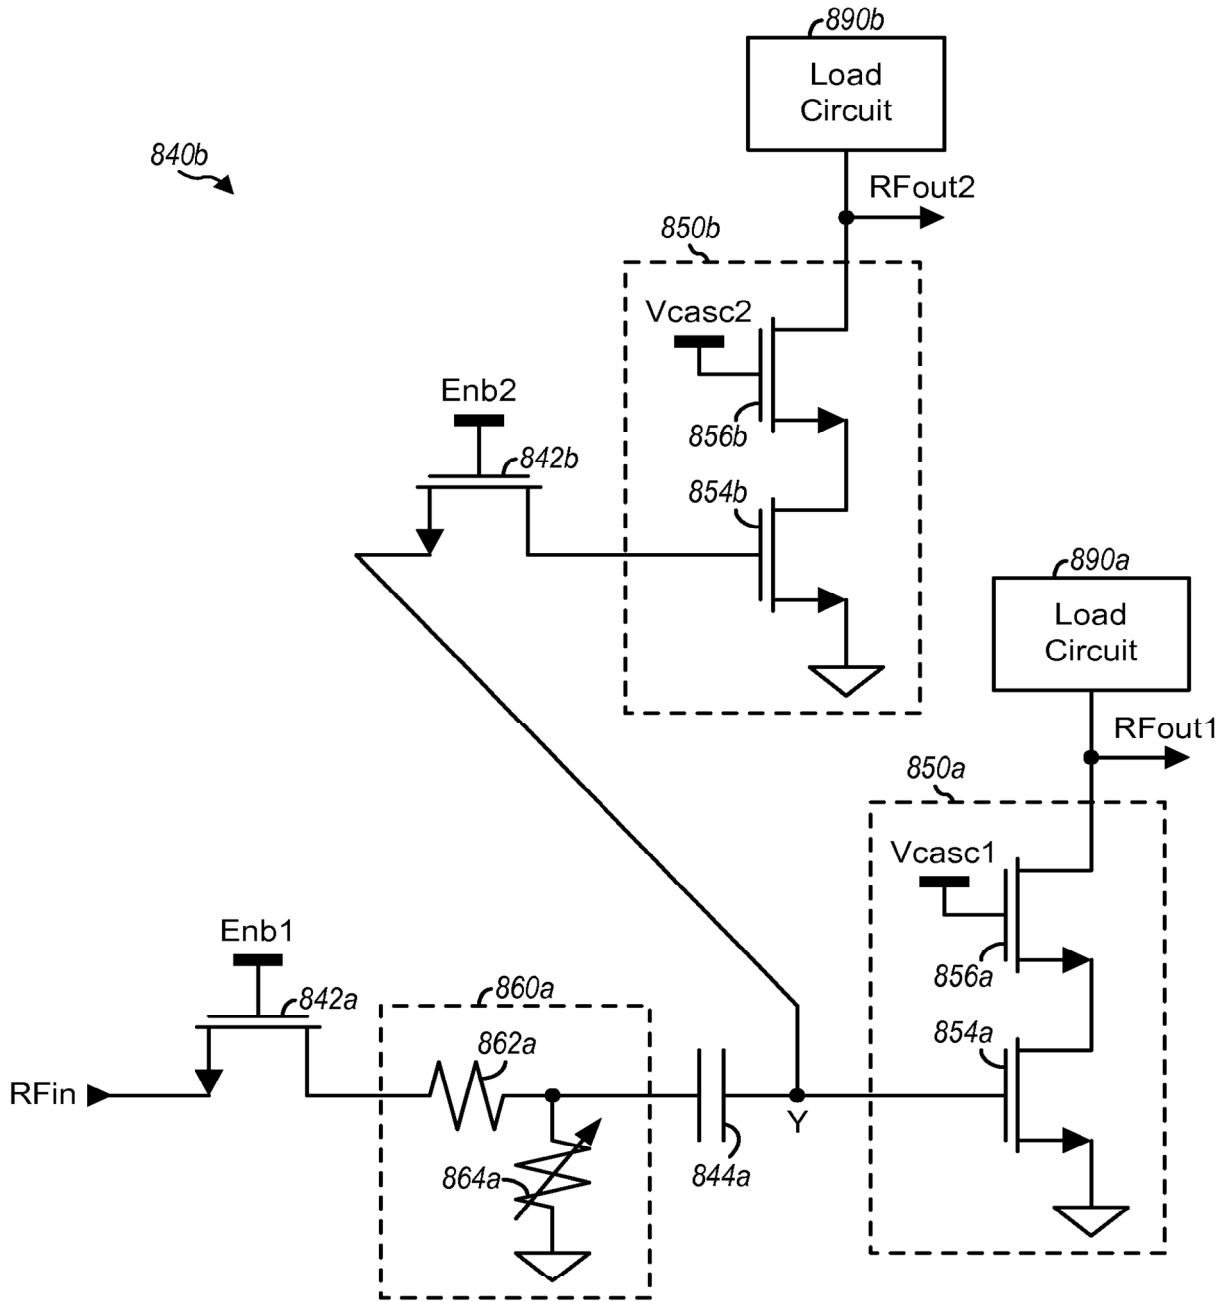 890b
Load
Circuit
840b
RFout2
850b
Vcasc2
Enb2
856b
842b
854b
890a
Load
Circuit
RFout1
850a
Vcasc1
Enb1
856a
860a
842a
854a
862a
RFin
Y
864a
844a